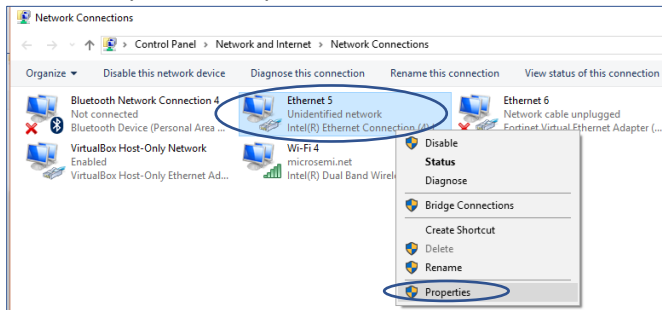 Network Connections
Control Panel > Network and Internet > Network Connections
Organize Disable this network device Diagnose this connection Rename this connection View status of this connection
Bluetooth Network Connection 4
Not connected
Bluetooth Device (Personal Area ...
Ethernet 5
Unidentified network
Intel(R) Ethernet Connection (4) I
Ethernet 6
Network cable unplugged
Fortinet Virtual Ethernet Adapter (...
VirtualBox Host-Only Network
Enabled
VirtualBox Host-Only Ethernet Ad...
Wi-Fi 4
microsemi.net
Intel(R) Dual Band Wirele
Disable
Status
Diagnose
Bridge Connections
Create Shortcut
Delete
Rename
Properties